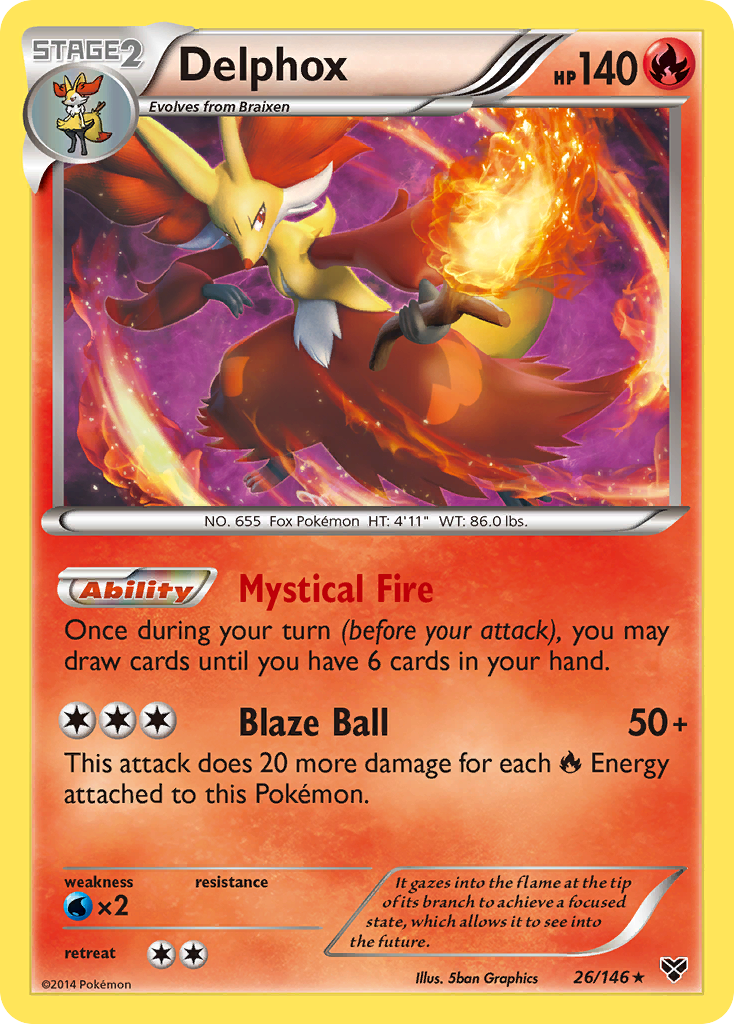 STAGE2
Delphox
HP140
Evolves from Braixen
NO. 655 Fox Pokémon HT: 4'11" WT: 86.0 lbs.
Ability Mystical Fire
Once during your turn (before your attack), you may
draw cards until you have 6 cards in your hand.
Blaze Ball 50+
This attack does 20 more damage for each Energy
attached to this Pokémon.
weakness resistance
×2
retreat
It gazes into the flame at the tip
of its branch to achieve a focused
state, which allows it to see into
the future.
©2014 Pokémon
Illus. 5ban Graphics 26/146 ★